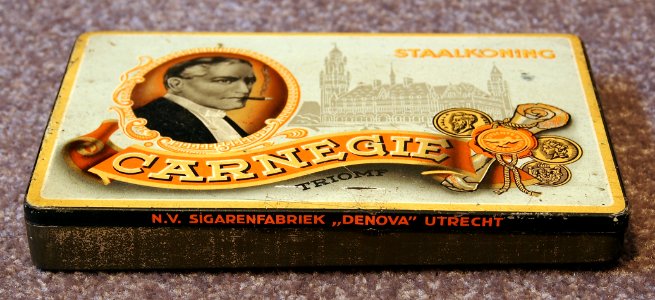 STAALKONING
CARNEGIE
TRIOMF
N.V. SIGARENFABRIEK „DENOVA” UTRECHT